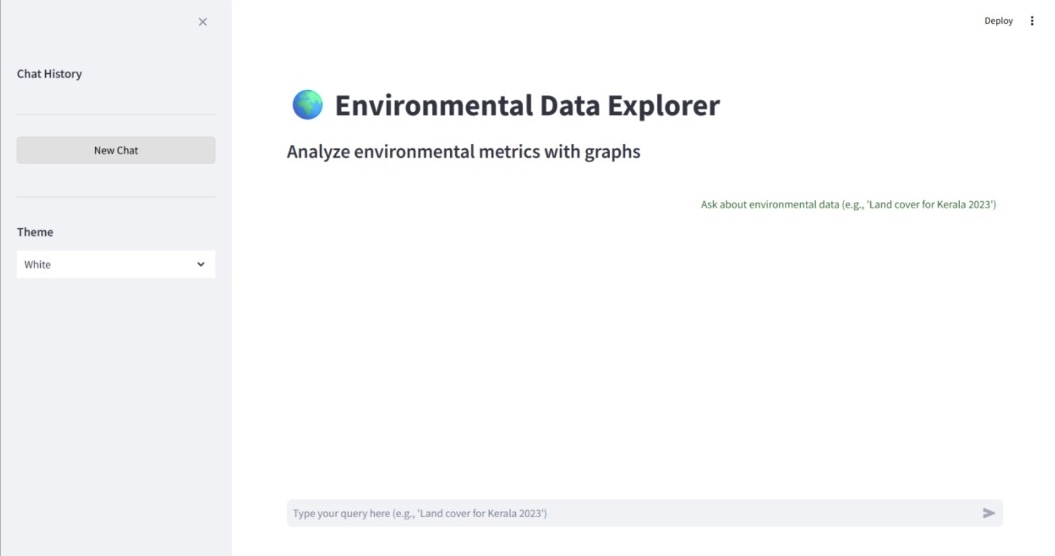 Deploy
Chat History
New Chat
Theme
White
Environmental Data Explorer
Analyze environmental metrics with graphs
Ask about environmental data (e.g., 'Land cover for Kerala 2023')
Type your query here (e.g., 'Land cover for Kerala 2023')